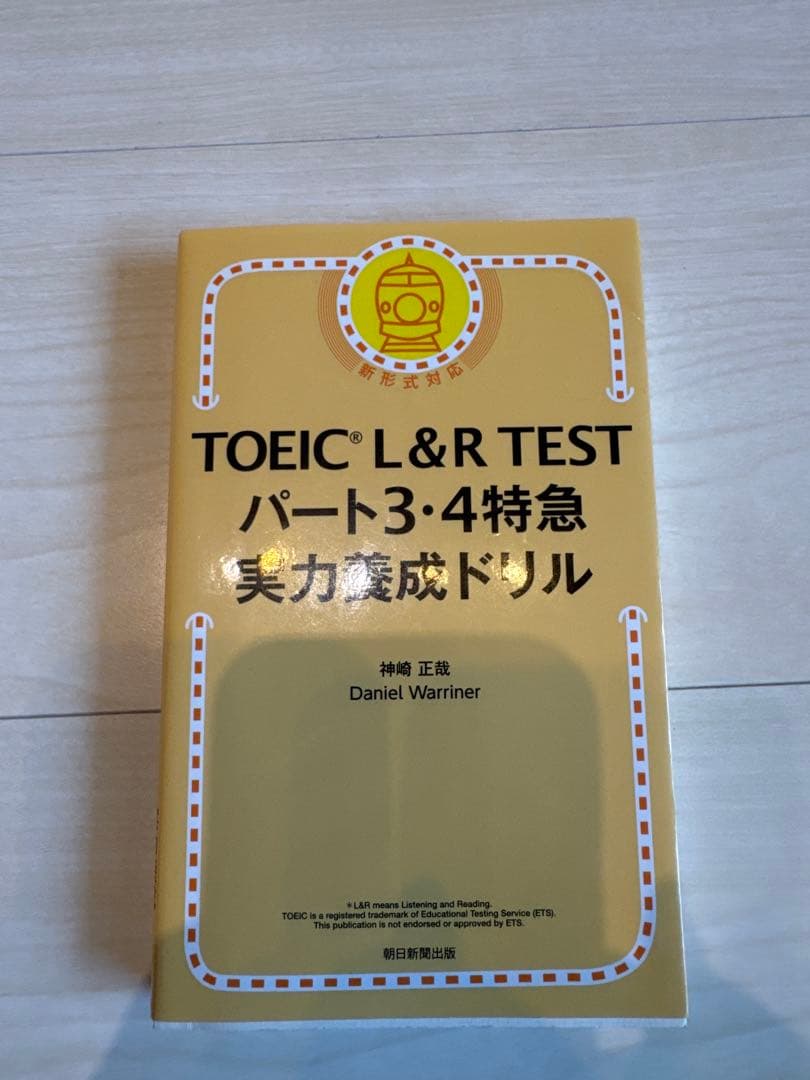 新形式対応
TOEIC® L&R TEST
パート3・4特急
実力養成ドリル
神崎 正哉
Daniel Warriner
*L&R means Listening and Reading.
TOEIC is a registered trademark of Educational Testing Service (ETS).
This publication is not endorsed or approved by ETS.
朝日新聞出版